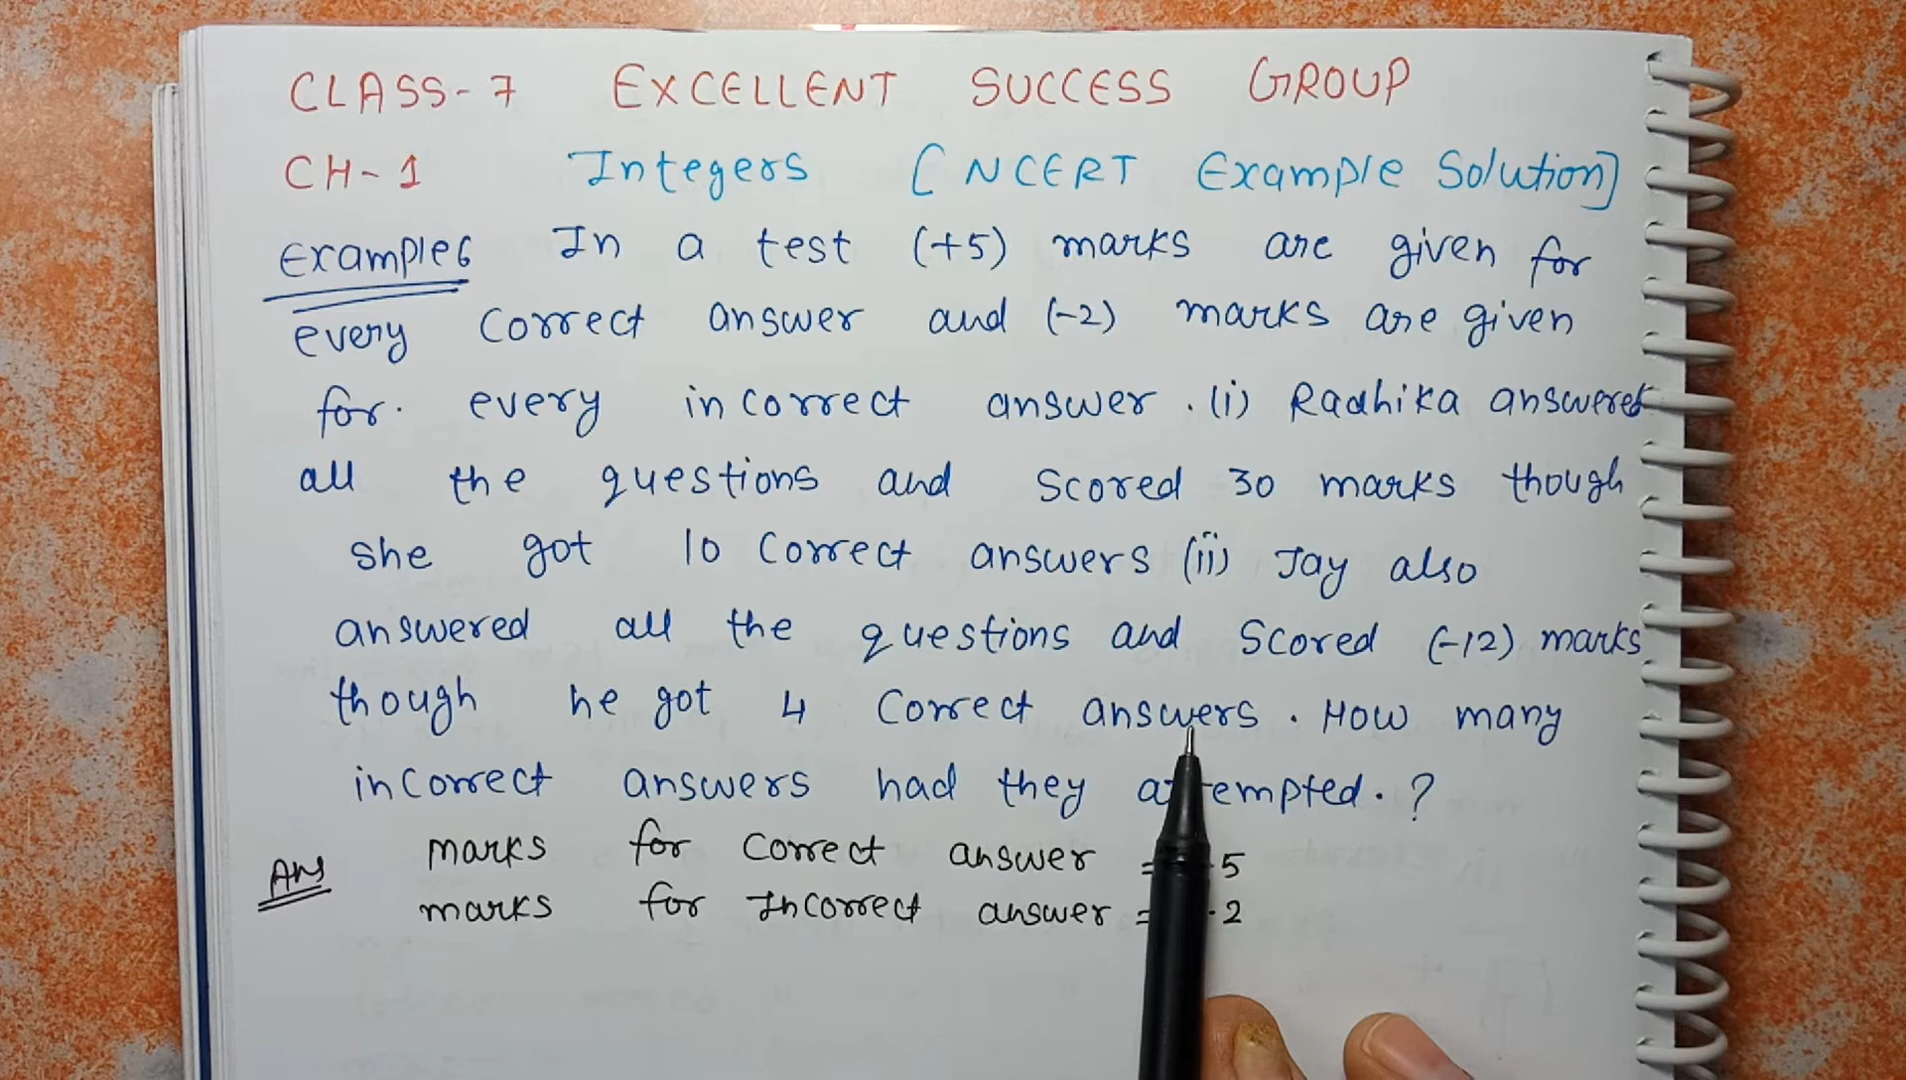 CLASS-7 EXCELLENT SUCCESS GROUP
CH-1 Integers [NCERT Example Solution]
Example6 In a test (+5) marks are given for
every correct answer and (-2) marks are given
for. every incorrect answer. (i) Radhika answered
all the questions and scored 30 marks though
she got 10 correct answers (ii) Jay also
answered all the questions and scored (-12) marks
though he got 4 correct answers. How many
incorrect answers had they attempted.?
Ans marks for correct answer = 5
marks for Incorrect answer = -2